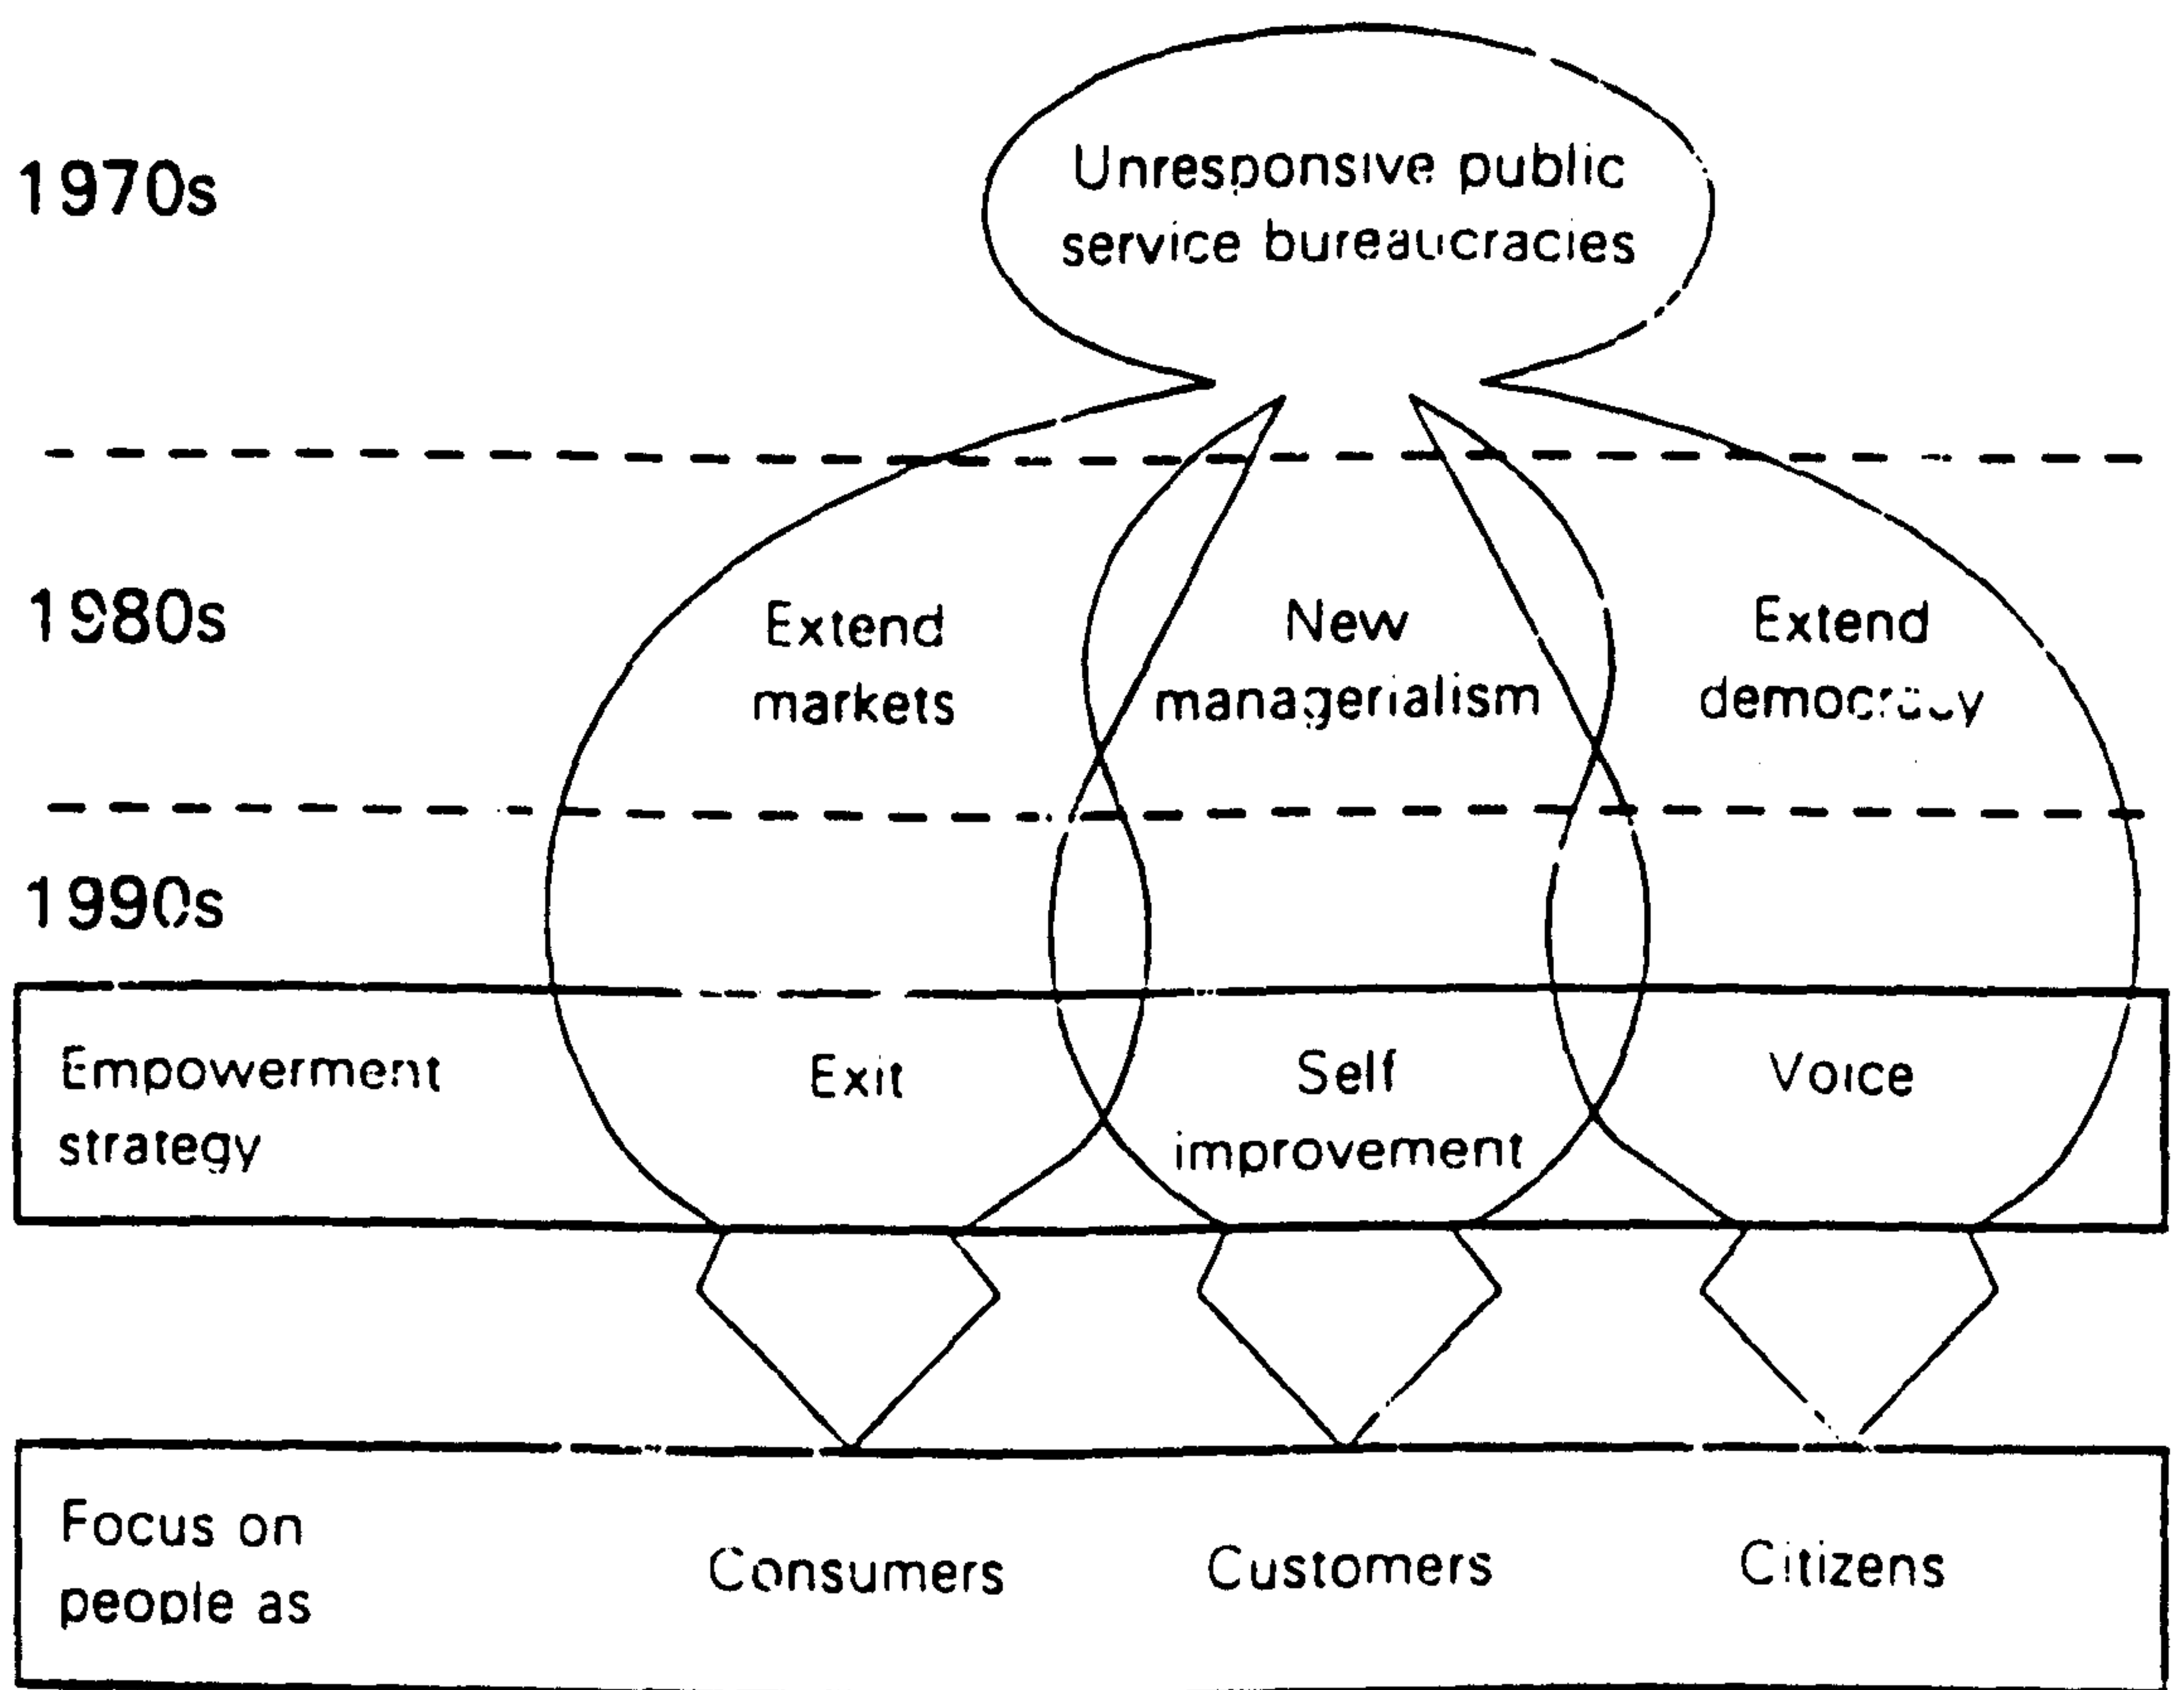 1970s
Unresponsive public
service bureaucracies
1980s
Extend
markets
New
managerialism
Extend
democracy
1990s
Empowerment
strategy
Exit
Self
improvement
Voice
Focus on
people as
Consumers
Customers
Citizens